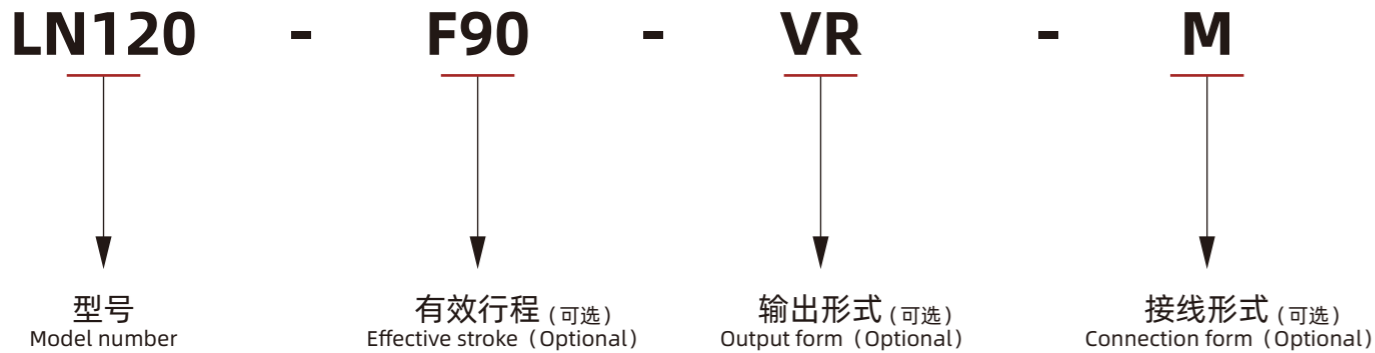 LN120 - F90 - VR - M
型号 有效行程(可选) 输出形式(可选) 接线形式(可选)
Model number Effective stroke(Optional) Output form(Optional) Connection form(Optional)